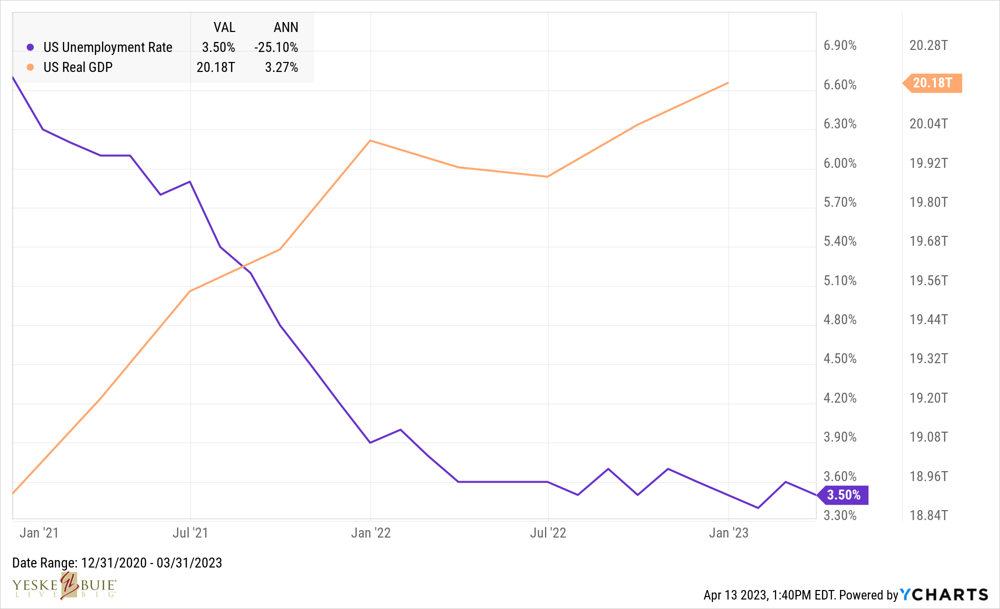 VAL ANN
US Unemployment Rate 3.50% -25.10%
US Real GDP 20.18T 3.27%
6.90% 20.28T
6.60% 20.18T
6.30% 20.04T
6.00% 19.92T
5.70% 19.80T
5.40% 19.68T
5.10% 19.56T
4.80% 19.44T
4.50% 19.32T
4.20% 19.20T
3.90% 19.08T
3.60% 18.96T
3.50%
3.30% 18.84T
Jan '21 Jul '21 Jan '22 Jul '22 Jan '23
Date Range: 12/31/2020 - 03/31/2023
YESKE BUIE
LIVE BIG
Apr 13 2023, 1:40PM EDT. Powered by YCHARTS